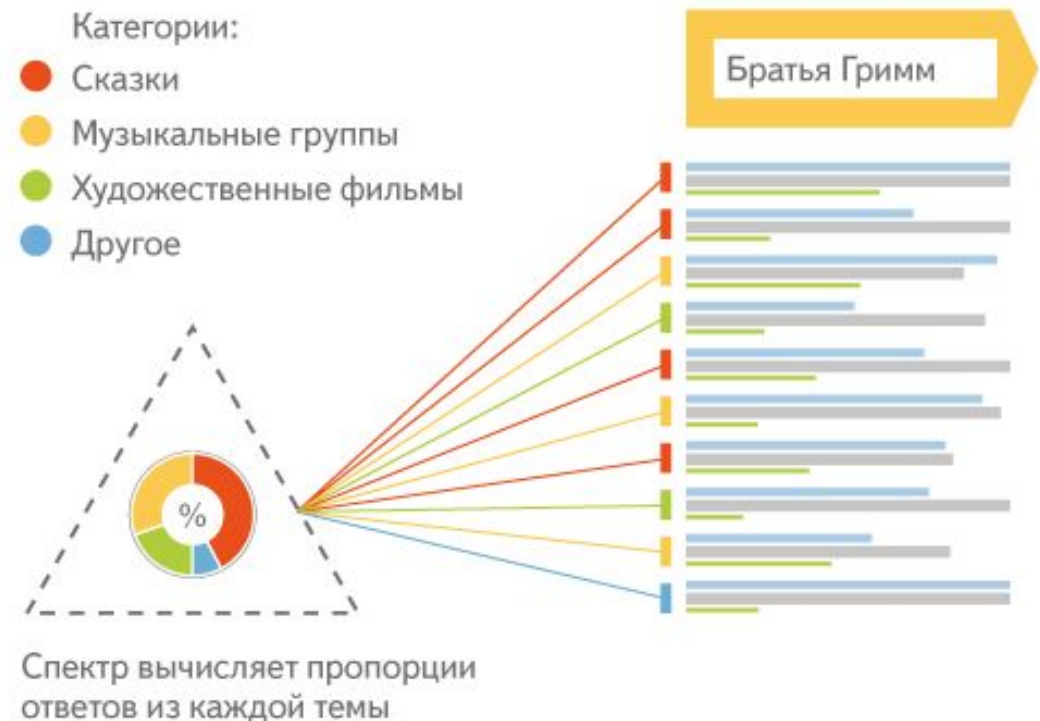 Категории:
Сказки
Музыкальные группы
Художественные фильмы
Другое
Братья Гримм
%
Спектр вычисляет пропорции
ответов из каждой темы